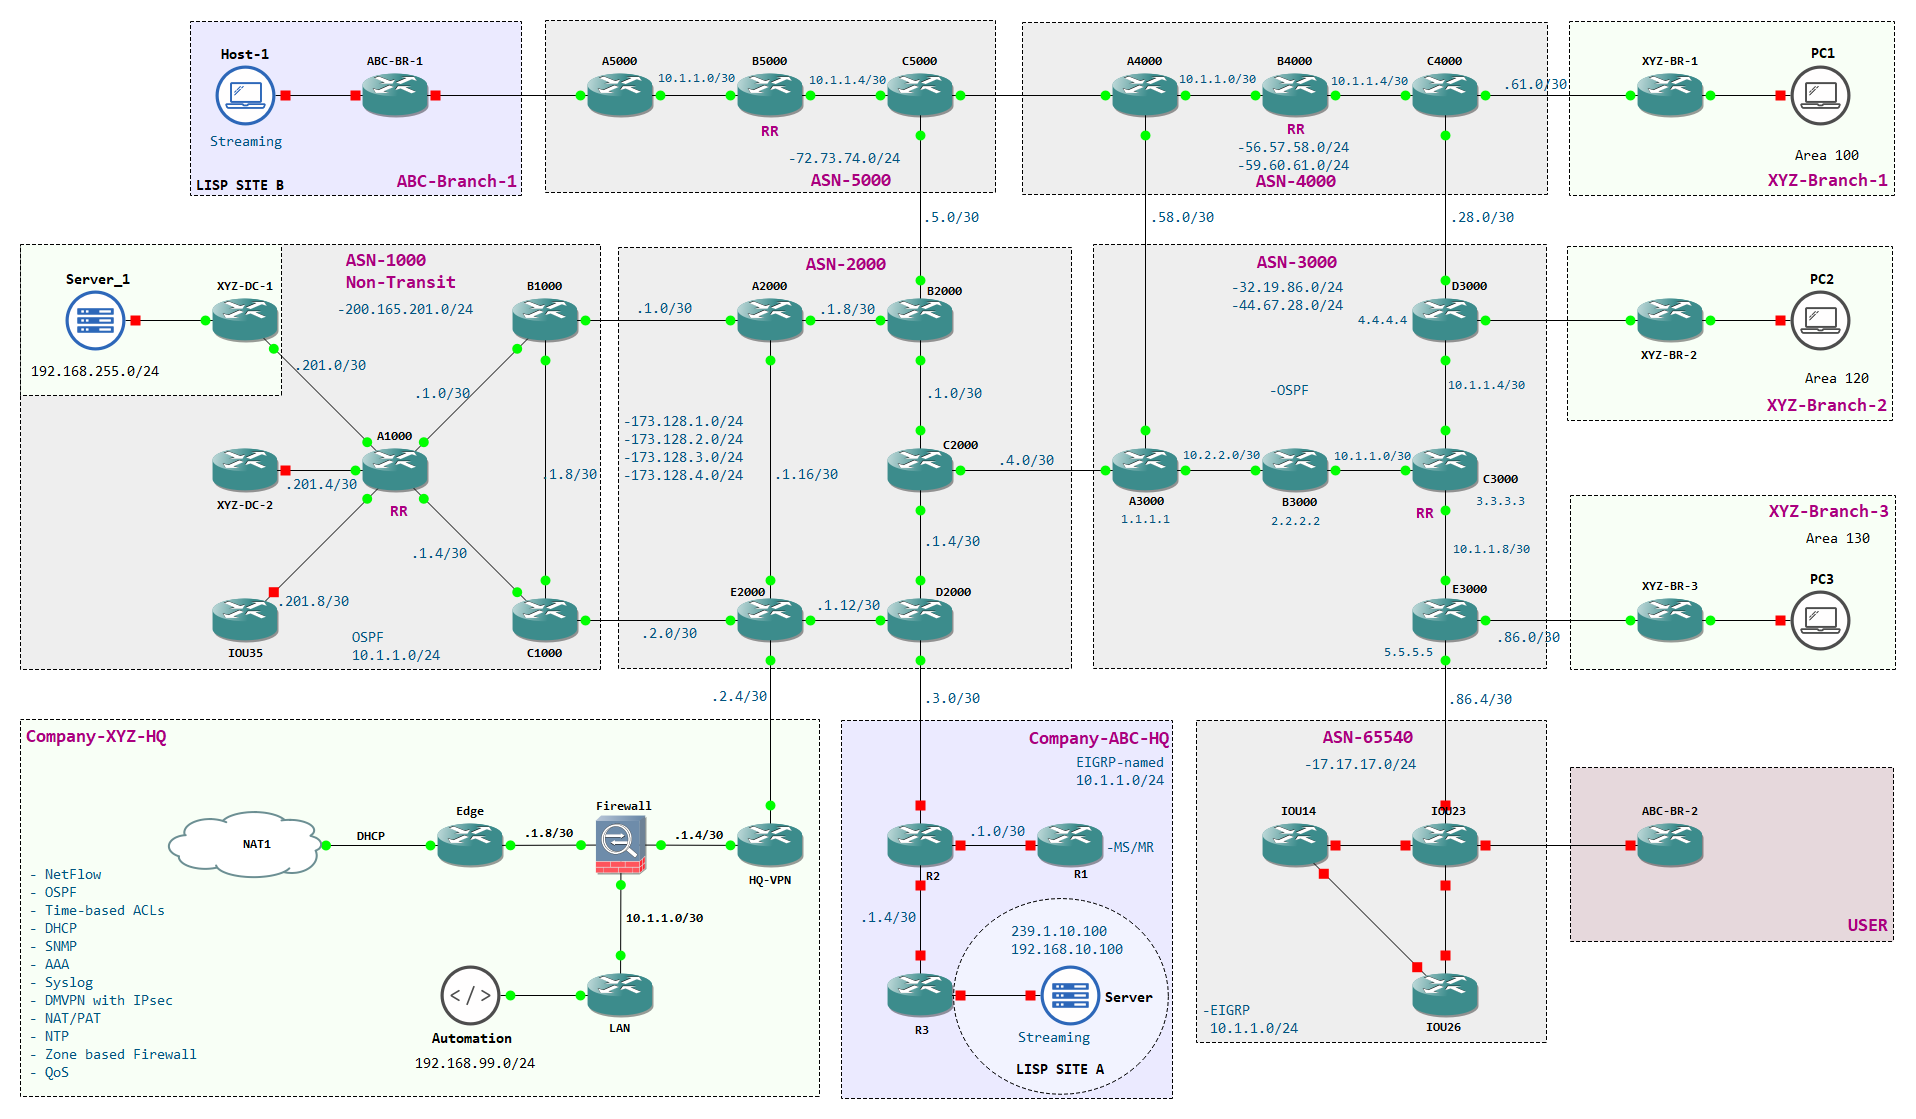 Host-1
ABC-BR-1
Streaming
LISP SITE B
ABC-Branch-1
A5000
10.1.1.0/30
B5000
10.1.1.4/30
C5000
RR
-72.73.74.0/24
ASN-5000
A4000
10.1.1.0/30
B4000
10.1.1.4/30
C4000
RR
-56.57.58.0/24
-59.60.61.0/24
ASN-4000
.61.0/30
XYZ-BR-1
PC1
Area 100
XYZ-Branch-1
.5.0/30
.58.0/30
.28.0/30
Server_1
XYZ-DC-1
192.168.255.0/24
ASN-1000
Non-Transit
-200.165.201.0/24
B1000
.201.0/30
.1.0/30
A1000
XYZ-DC-2
.201.4/30
RR
.1.8/30
.1.4/30
.201.8/30
IOU35
OSPF
10.1.1.0/24
C1000
.1.0/30
.2.0/30
ASN-2000
A2000
.1.8/30
B2000
.1.0/30
-173.128.1.0/24
-173.128.2.0/24
-173.128.3.0/24
-173.128.4.0/24
.1.16/30
C2000
.4.0/30
.1.4/30
E2000
.1.12/30
D2000
ASN-3000
-32.19.86.0/24
-44.67.28.0/24
D3000
4.4.4.4
-OSPF
10.1.1.4/30
10.2.2.0/30
10.1.1.0/30
A3000
1.1.1.1
B3000
2.2.2.2
C3000
3.3.3.3
RR
10.1.1.8/30
E3000
5.5.5.5
.86.0/30
XYZ-BR-2
PC2
Area 120
XYZ-Branch-2
XYZ-Branch-3
Area 130
XYZ-BR-3
PC3
.2.4/30
.3.0/30
.86.4/30
Company-XYZ-HQ
NAT1
DHCP
Edge
.1.8/30
Firewall
.1.4/30
HQ-VPN
10.1.1.0/30
LAN
Automation
192.168.99.0/24
- NetFlow
- OSPF
- Time-based ACLs
- DHCP
- SNMP
- AAA
- Syslog
- DMVPN with IPsec
- NAT/PAT
- NTP
- Zone based Firewall
- QoS
Company-ABC-HQ
EIGRP-named
10.1.1.0/24
R2
.1.0/30
R1
-MS/MR
.1.4/30
R3
239.1.10.100
192.168.10.100
Server
Streaming
LISP SITE A
ASN-65540
-17.17.17.0/24
IOU14
IOU23
IOU26
-EIGRP
10.1.1.0/24
ABC-BR-2
USER